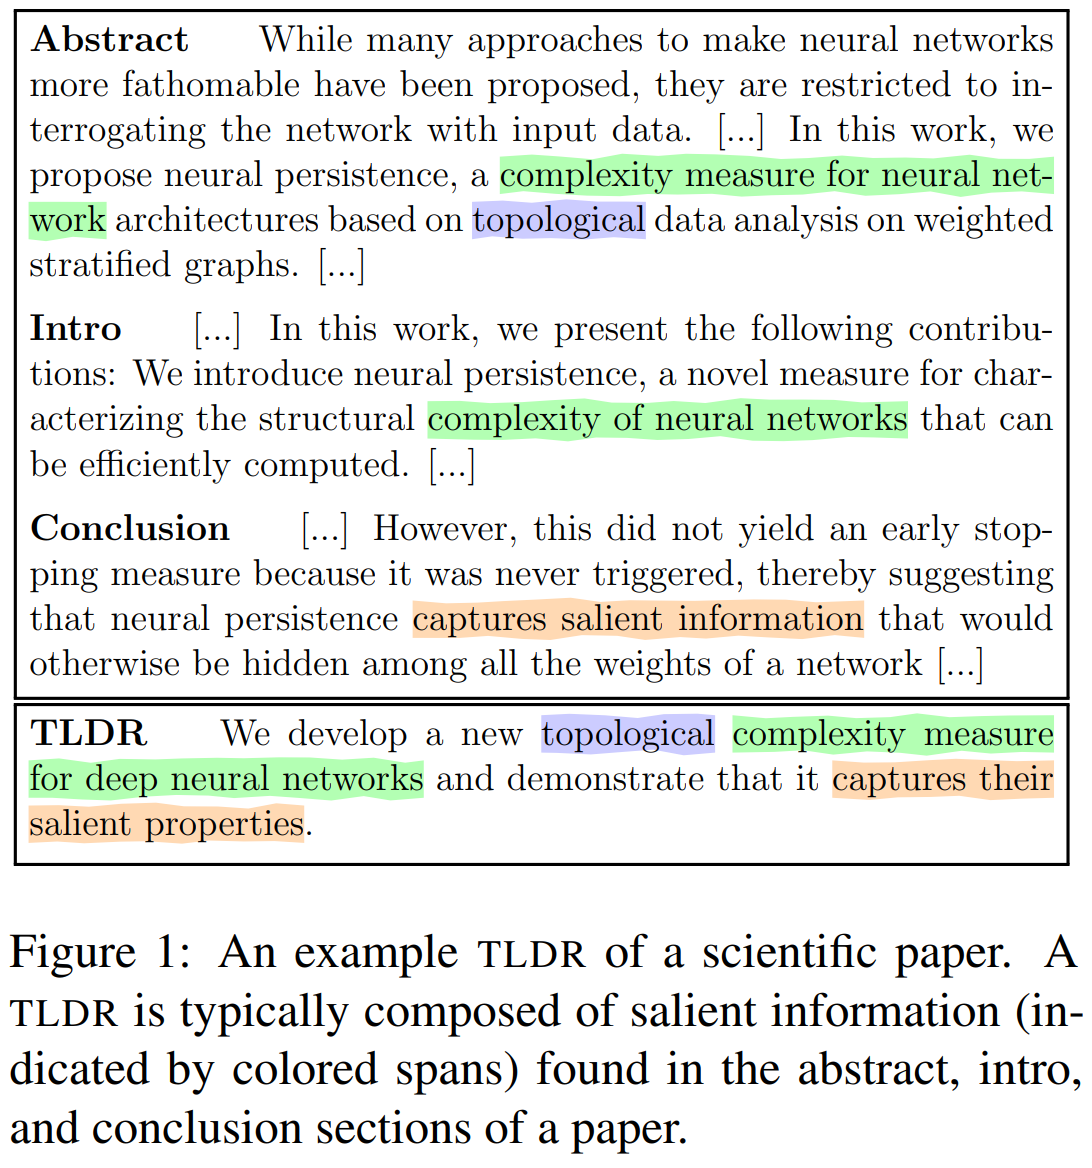 Abstract While many approaches to make neural networks
more fathomable have been proposed, they are restricted to in-
terrogating the network with input data. [...] In this work, we
propose neural persistence, a complexity measure for neural net-
work architectures based on topological data analysis on weighted
stratified graphs. [...]
Intro [...] In this work, we present the following contribu-
tions: We introduce neural persistence, a novel measure for char-
acterizing the structural complexity of neural networks that can
be efficiently computed. [...]
Conclusion [...] However, this did not yield an early stop-
ping measure because it was never triggered, thereby suggesting
that neural persistence captures salient information that would
otherwise be hidden among all the weights of a network [...]
TLDR We develop a new topological complexity measure
for deep neural networks and demonstrate that it captures their
salient properties.
Figure 1: An example TLDR of a scientific paper. A
TLDR is typically composed of salient information (in-
dicated by colored spans) found in the abstract, intro,
and conclusion sections of a paper.